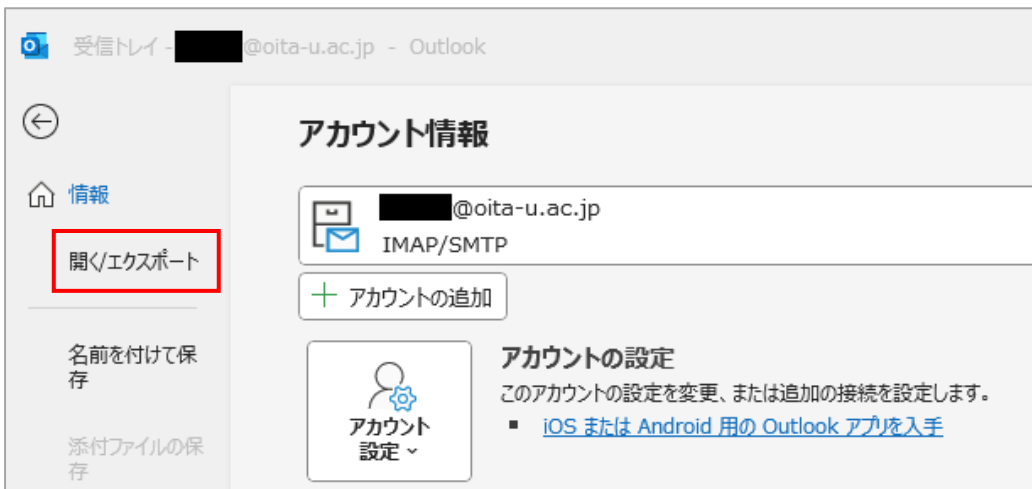 受信トレイ - @oita-u.ac.jp - Outlook
アカウント情報
情報
@oita-u.ac.jp
IMAP/SMTP
開く/エクスポート
アカウントの追加
名前を付けて保
存
アカウントの設定
このアカウントの設定を変更、または追加の接続を設定します。
■ iOS または Android 用の Outlook アプリを入手
アカウント
設定
添付ファイルの保
存